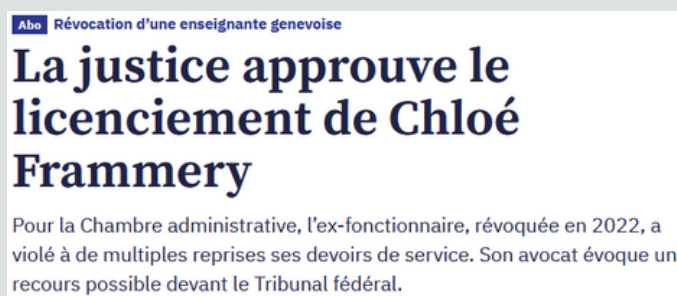 Abo Révocation d’une enseignante genevoise
La justice approuve le
licenciement de Chloé
Frammery
Pour la Chambre administrative, l’ex-fonctionnaire, révoquée en 2022, a
violé à de multiples reprises ses devoirs de service. Son avocat évoque un
recours possible devant le Tribunal fédéral.